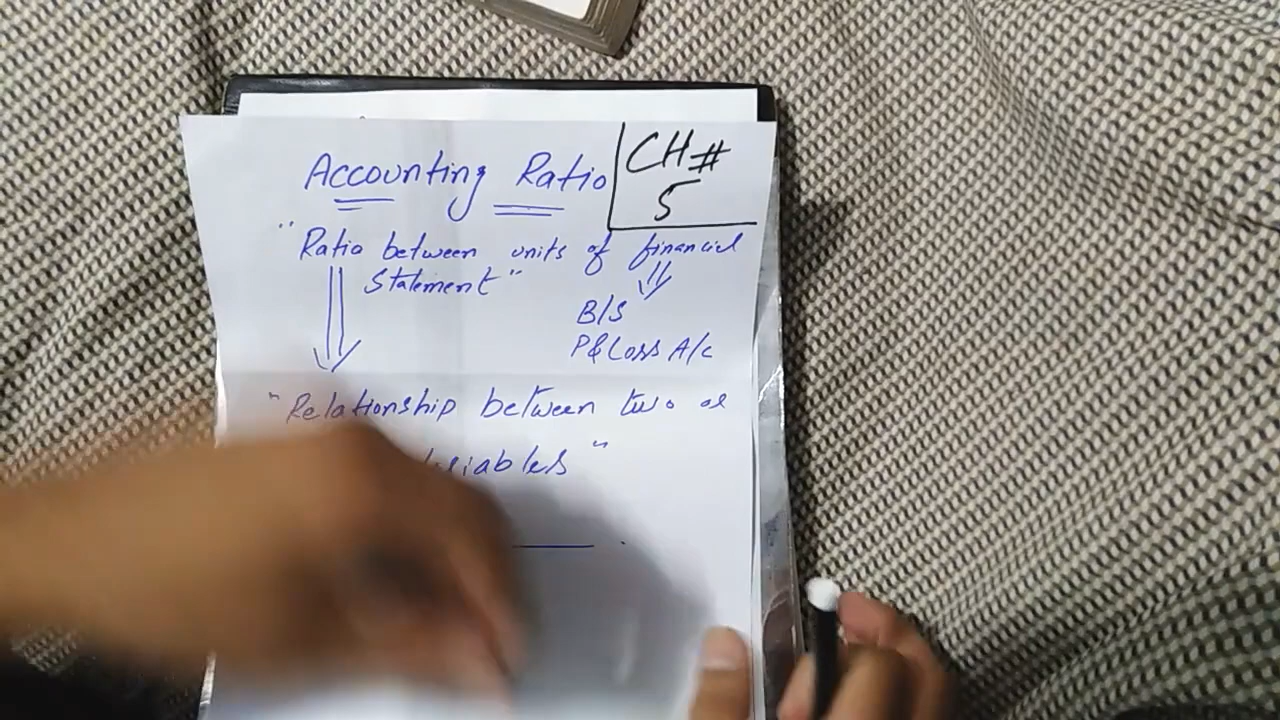 Accounting Ratio
CH#
5
"Ratio between units of financial
Statement"
B/S
P&Loss A/c
"Relationship between two or
variables"